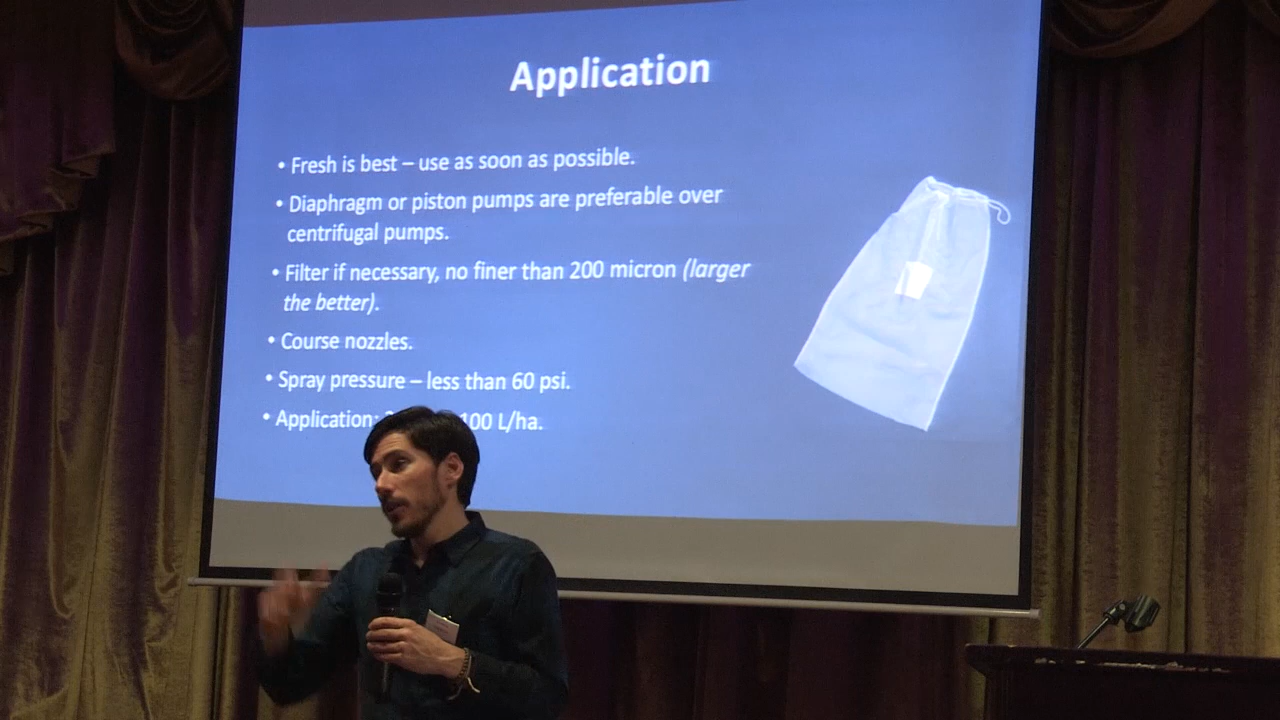 Application
• Fresh is best – use as soon as possible.
• Diaphragm or piston pumps are preferable over
centrifugal pumps.
• Filter if necessary, no finer than 200 micron (larger
the better).
• Course nozzles.
• Spray pressure – less than 60 psi.
• Application: 100 L/ha.